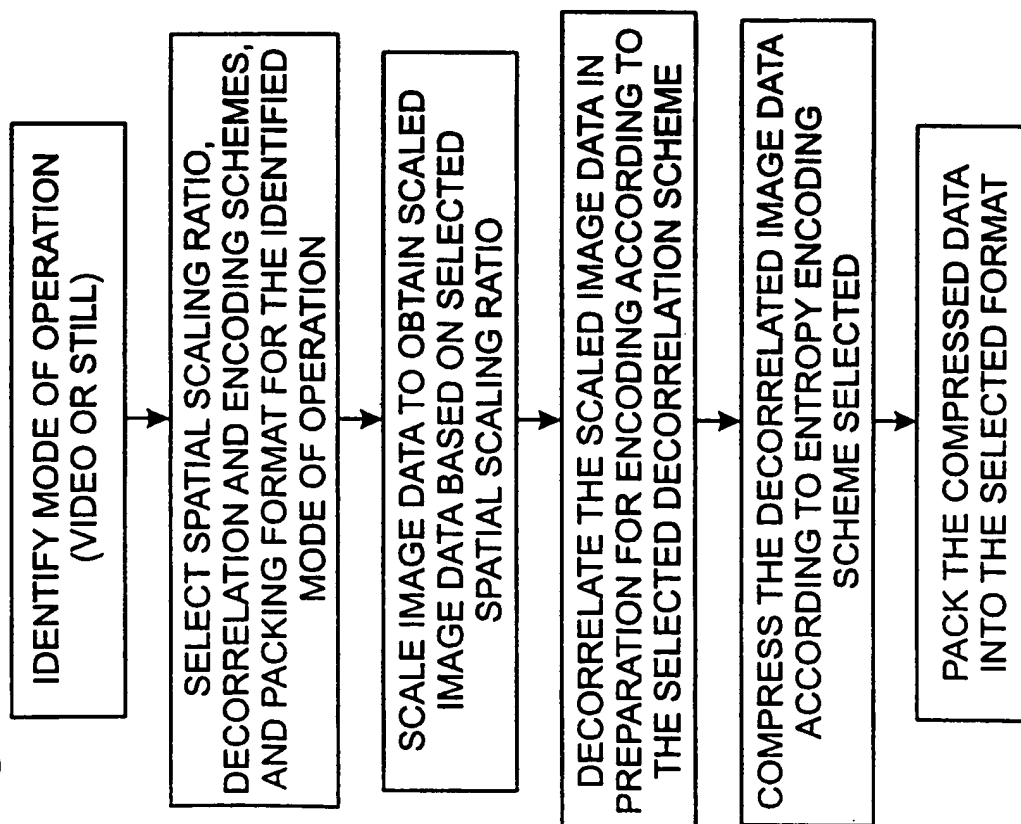 IDENTIFY MODE OF OPERATION
(VIDEO OR STILL)
SELECT SPATIAL SCALING RATIO,
DECORRELATION AND ENCODING SCHEMES,
AND PACKING FORMAT FOR THE IDENTIFIED
MODE OF OPERATION
SCALE IMAGE DATA TO OBTAIN SCALED
IMAGE DATA BASED ON SELECTED
SPATIAL SCALING RATIO
DECORRELATE THE SCALED IMAGE DATA IN
PREPARATION FOR ENCODING ACCORDING TO
THE SELECTED DECORRELATION SCHEME
COMPRESS THE DECORRELATED IMAGE DATA
ACCORDING TO ENTROPY ENCODING
SCHEME SELECTED
PACK THE COMPRESSED DATA
INTO THE SELECTED FORMAT